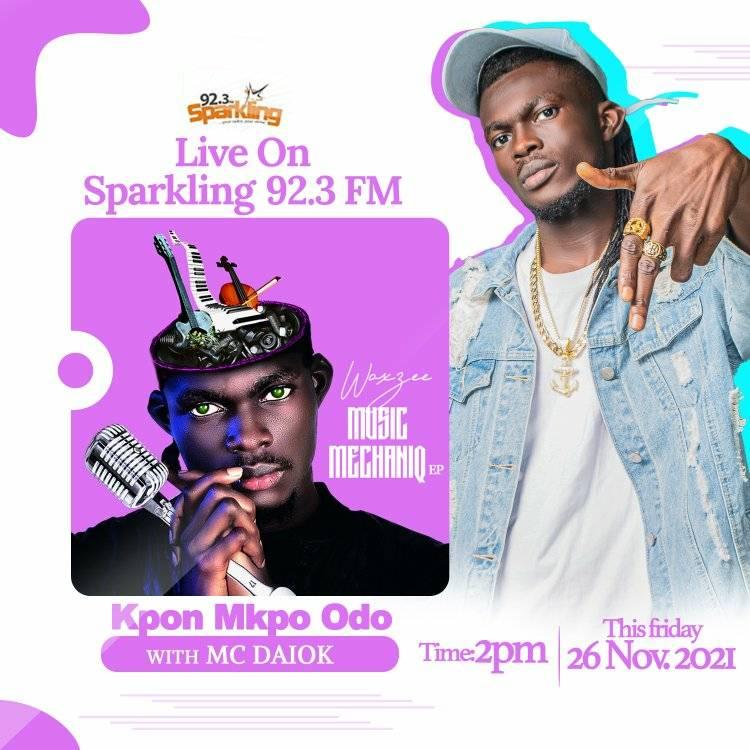 92.3
Sparkling
Live On
Sparkling 92.3 FM
Waxzee
MUSIC
MECHANIQ EP
Kpon Mkpo Odo
WITH MC DAIOK
Time:2pm
This friday
26 Nov. 2021